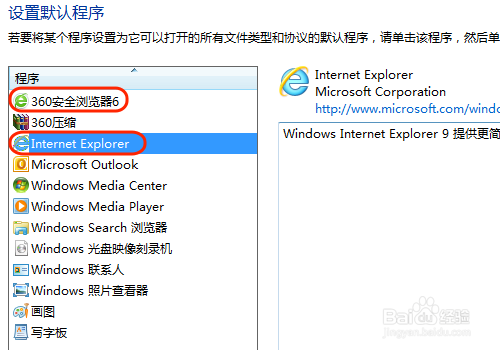 设置默认程序
若要将某个程序设置为它可以打开的所有文件类型和协议的默认程序，请单击该程序，然后单
程序
360安全浏览器6
360压缩
Internet Explorer
Microsoft Outlook
Windows Media Center
Windows Media Player
Windows Search 浏览器
Windows 光盘映像刻录机
Windows 联系人
Windows 照片查看器
画图
写字板
Internet Explorer
Microsoft Corporation
http://www.microsoft.com/windo
Windows Internet Explorer 9 提供更简
Baidu 经验
jingyan.baidu.com